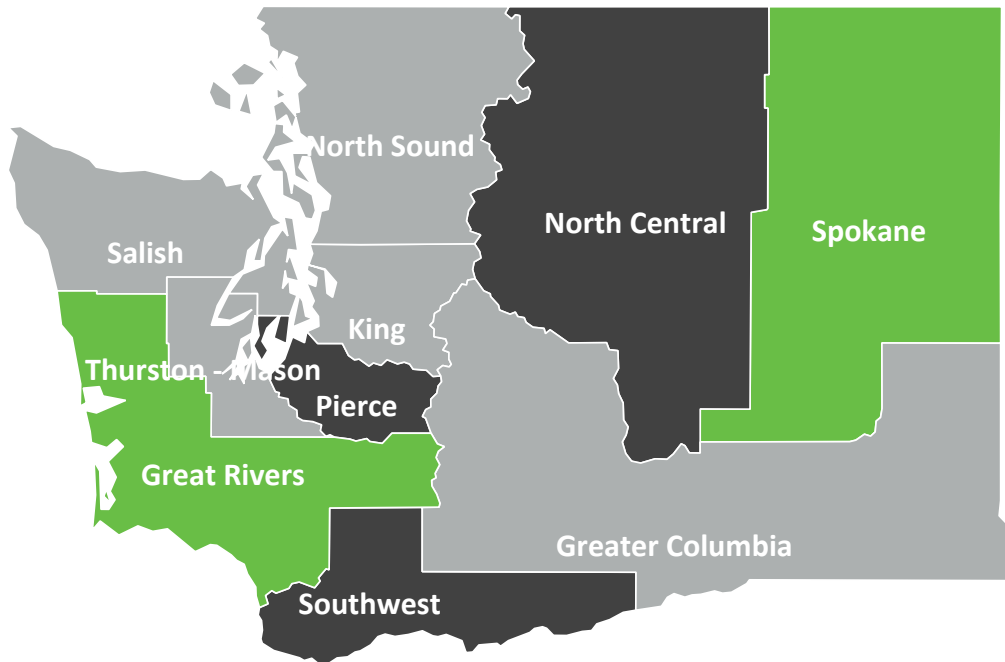 North Sound
North Central
Spokane
Salish
King
Thurston - Mason
Pierce
Great Rivers
Greater Columbia
Southwest